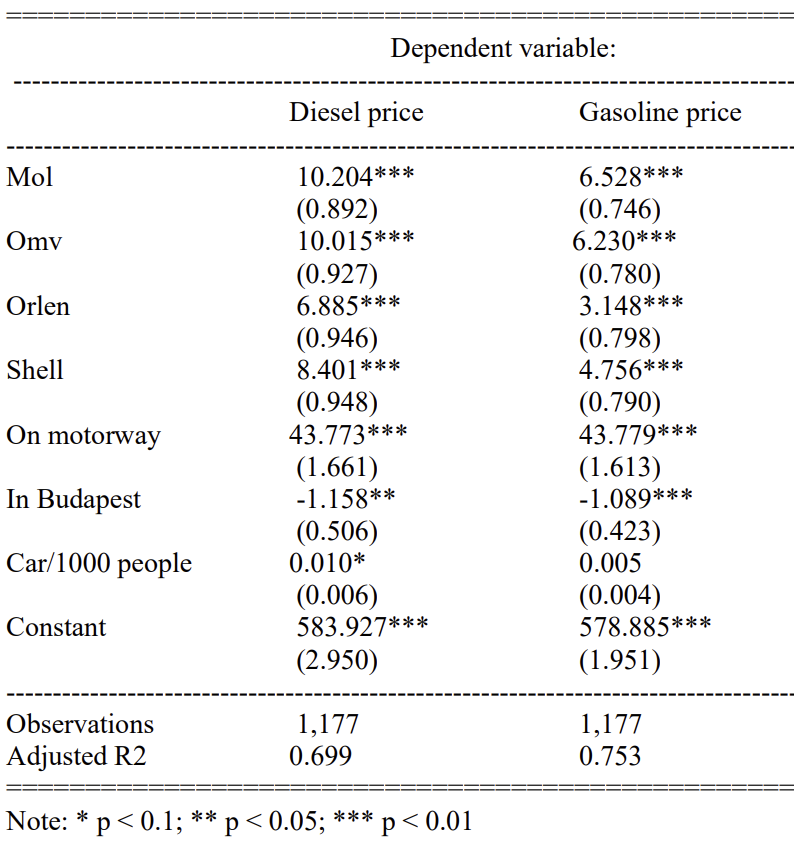 Dependent variable:
Diesel price Gasoline price
Mol 10.204*** 6.528***
(0.892) (0.746)
Omv 10.015*** 6.230***
(0.927) (0.780)
Orlen 6.885*** 3.148***
(0.946) (0.798)
Shell 8.401*** 4.756***
(0.948) (0.790)
On motorway 43.773*** 43.779***
(1.661) (1.613)
In Budapest -1.158** -1.089***
(0.506) (0.423)
Car/1000 people 0.010* 0.005
(0.006) (0.004)
Constant 583.927*** 578.885***
(2.950) (1.951)
Observations 1,177 1,177
Adjusted R2 0.699 0.753
Note: * p < 0.1; ** p < 0.05; *** p < 0.01